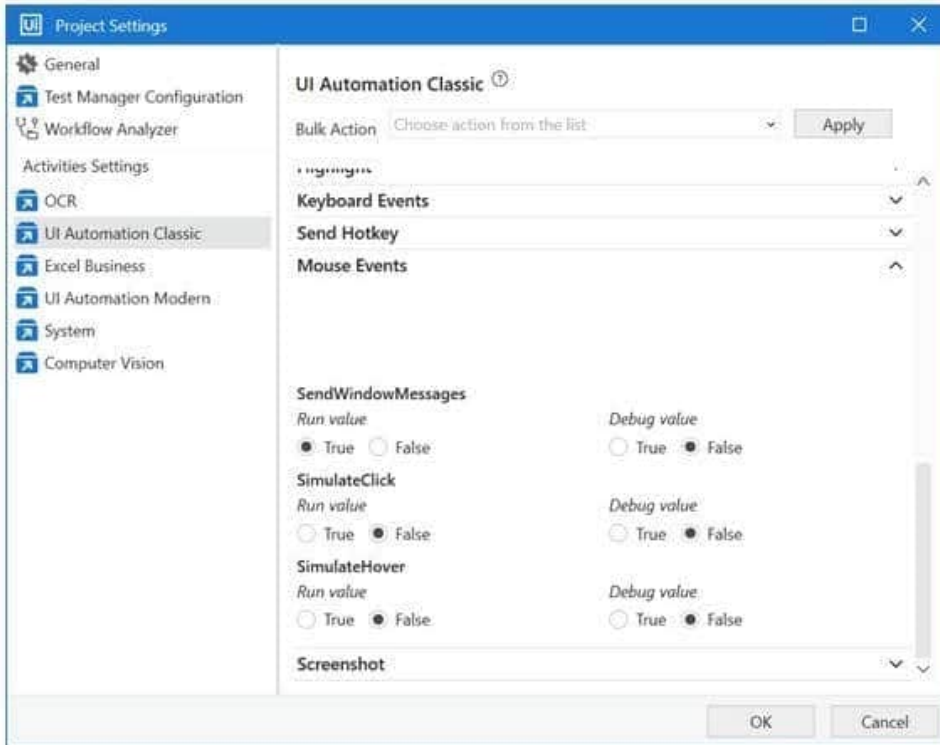 Ui Project Settings
General
Test Manager Configuration
Workflow Analyzer
Activities Settings
OCR
UI Automation Classic
Excel Business
UI Automation Modern
System
Computer Vision
UI Automation Classic ?
Bulk Action Choose action from the list Apply
Highlight
Keyboard Events
Send Hotkey
Mouse Events
SendWindowMessages
Run value Debug value
True False True False
SimulateClick
Run value Debug value
True False True False
SimulateHover
Run value Debug value
True False True False
Screenshot
OK Cancel